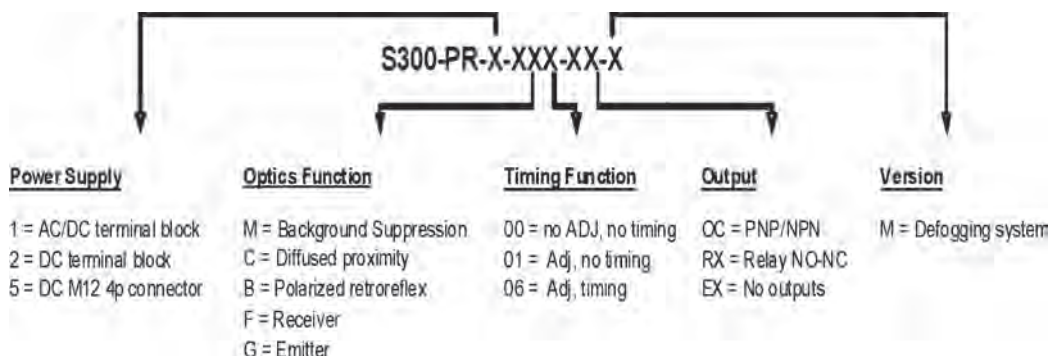 S300-PR-X-XXX-XX-X
Power Supply
1 = AC/DC terminal block
2 = DC terminal block
5 = DC M12 4p connector
Optics Function
M = Background Suppression
C = Diffused proximity
B = Polarized retroreflex
F = Receiver
G = Emitter
Timing Function
00 = no ADJ, no timing
01 = Adj, no timing
06 = Adj, timing
Output
OC = PNP/NPN
RX = Relay NO-NC
EX = No outputs
Version
M = Defogging system